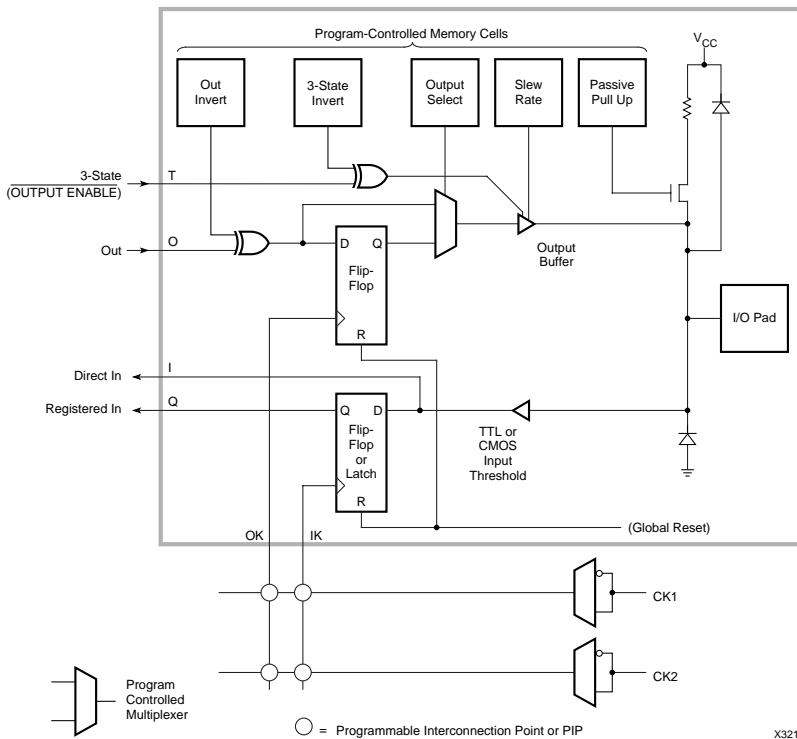 Program-Controlled Memory Cells
VCC
Out
Invert
3-State
Invert
Output
Select
Slew
Rate
Passive
Pull Up
3-State
(OUTPUT ENABLE)
T
Out
O
D
Q
Flip-
Flop
R
Output
Buffer
I/O Pad
Direct In
I
Registered In
Q
Q
D
Flip-
Flop
or
Latch
R
TTL or
CMOS
Input
Threshold
(Global Reset)
OK
IK
CK1
CK2
Program
Controlled
Multiplexer
= Programmable Interconnection Point or PIP
X321